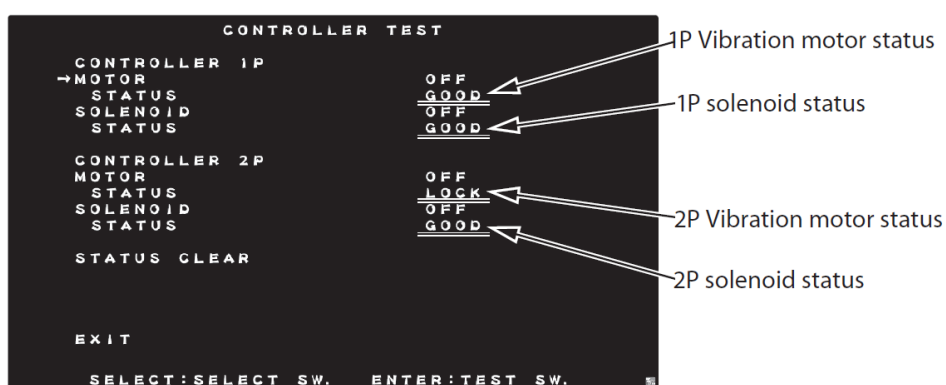 CONTROLLER TEST
CONTROLLER 1P
→MOTOR OFF
STATUS GOOD
SOLENOID OFF
STATUS GOOD
CONTROLLER 2P
MOTOR OFF
STATUS LOCK
SOLENOID OFF
STATUS GOOD
STATUS CLEAR
EXIT
SELECT:SELECT SW. ENTER:TEST SW.
1P Vibration motor status
1P solenoid status
2P Vibration motor status
2P solenoid status